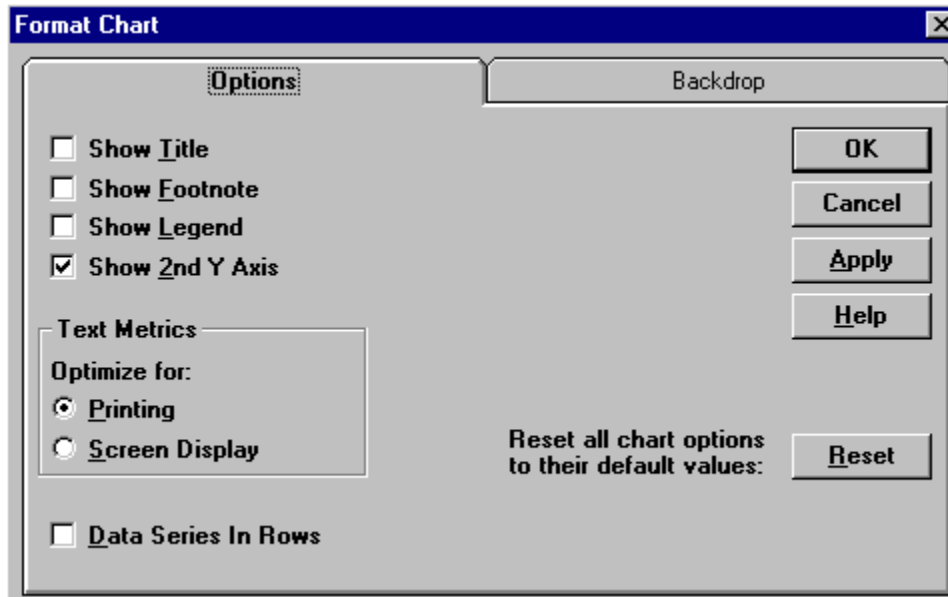 Format Chart
Options
Backdrop
Show Title
Show Footnote
Show Legend
Show 2nd Y Axis
OK
Cancel
Apply
Help
Text Metrics
Optimize for:
Printing
Screen Display
Reset all chart options
to their default values:
Reset
Data Series In Rows